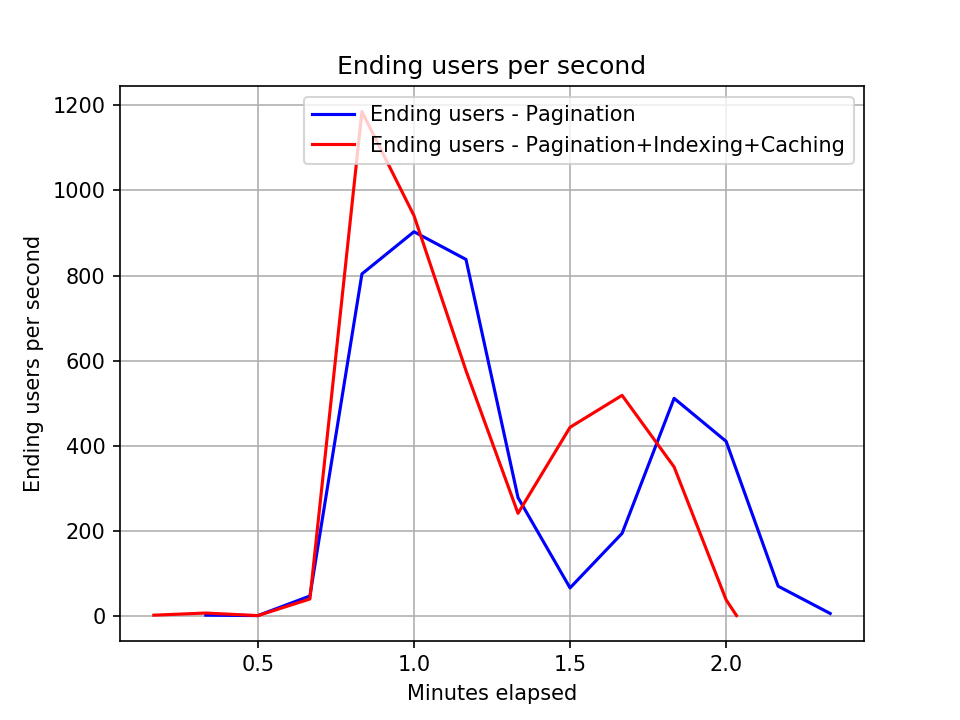 Ending users per second
Ending users - Pagination
Ending users - Pagination+Indexing+Caching
Ending users per second
1200
1000
800
600
400
200
0
0.5 1.0 1.5 2.0
Minutes elapsed